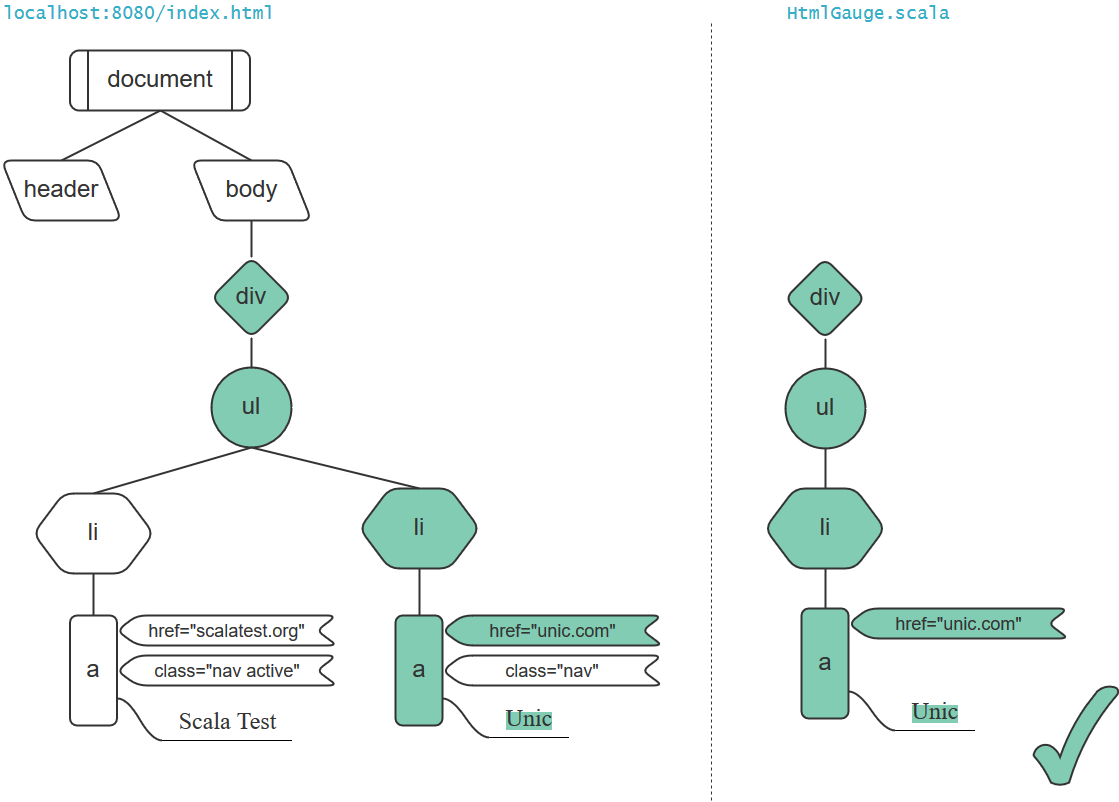 localhost:8080/index.html
HtmlGauge.scala
document
header
body
div
ul
li
li
a
href="scalatest.org"
class="nav active"
Scala Test
a
href="unic.com"
class="nav"
Unic
div
ul
li
a
href="unic.com"
Unic